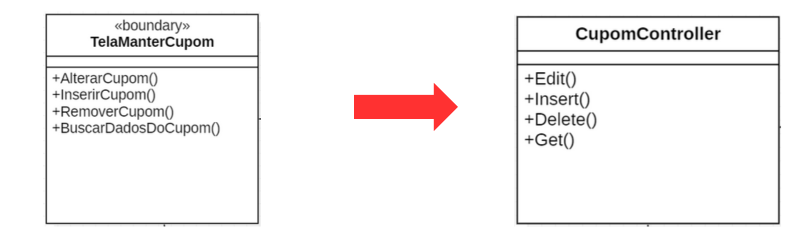 «boundary»
TelaManterCupom
+AlterarCupom()
+InserirCupom()
+RemoverCupom()
+BuscarDadosDoCupom()
CupomController
+Edit()
+Insert()
+Delete()
+Get()